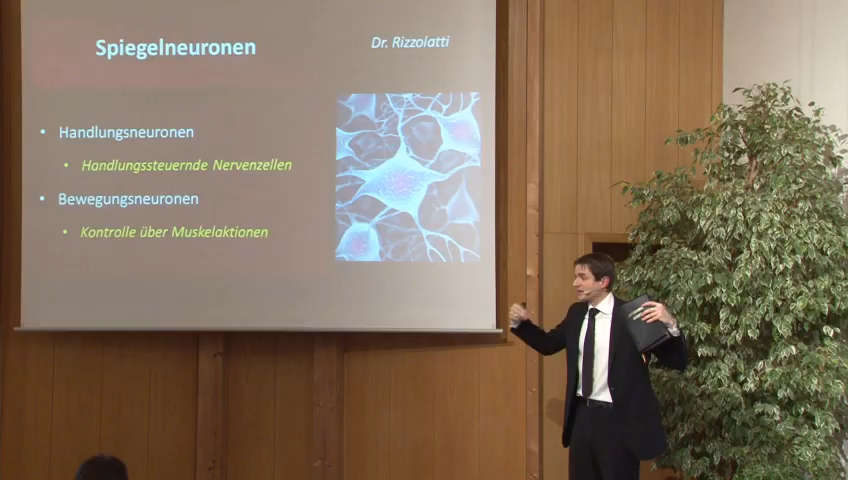 Spiegelneuronen
Dr. Rizzolatti
• Handlungsneuronen
• Handlungssteuernde Nervenzellen
• Bewegungsneuronen
• Kontrolle über Muskelaktionen